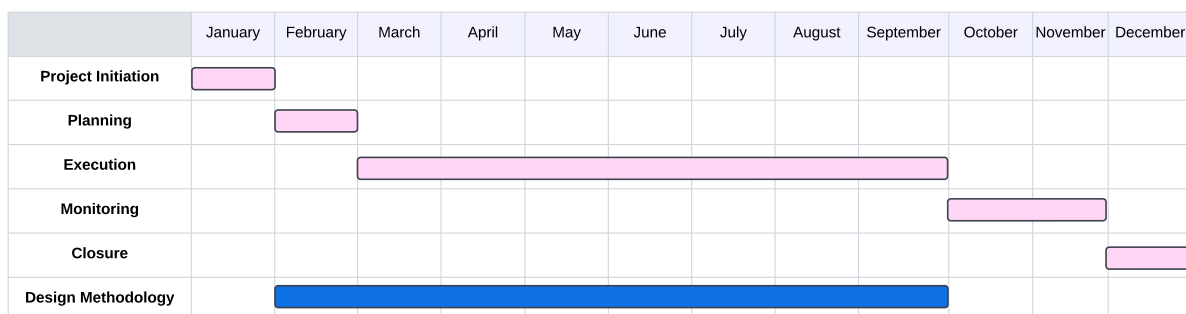 January February March April May June July August September October November December
Project Initiation
Planning
Execution
Monitoring
Closure
Design Methodology